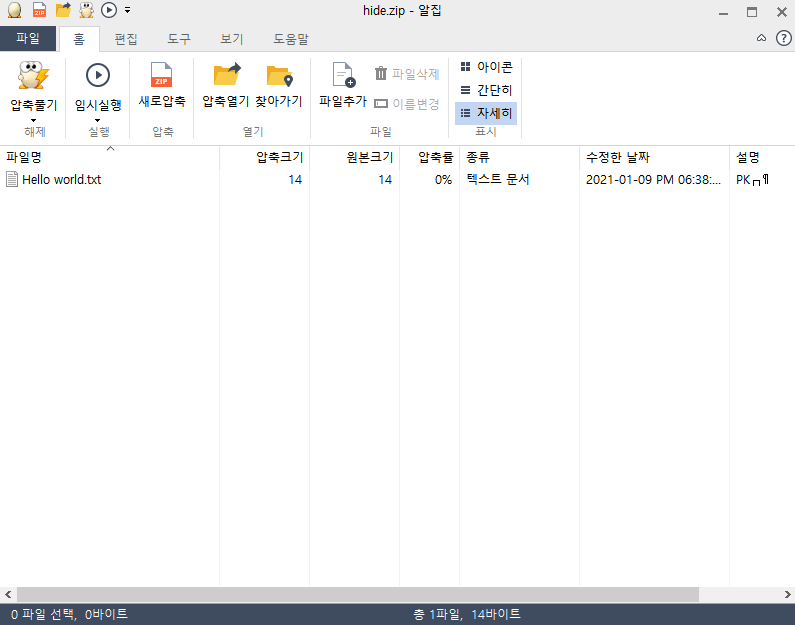 hide.zip - 알집
파일 홈 편집 도구 보기 도움말
압축풀기 임시실행 새로압축 압축열기 찾아가기 파일추가 파일삭제 이름변경 아이콘 간단히 자세히
해제 실행 압축 열기 파일 표시
파일명 압축크기 원본크기 압축률 종류 수정한 날짜 설명
Hello world.txt 14 14 0% 텍스트 문서 2021-01-09 PM 06:38:... PK┌┐¶
0 파일 선택, 0바이트 총 1파일, 14바이트